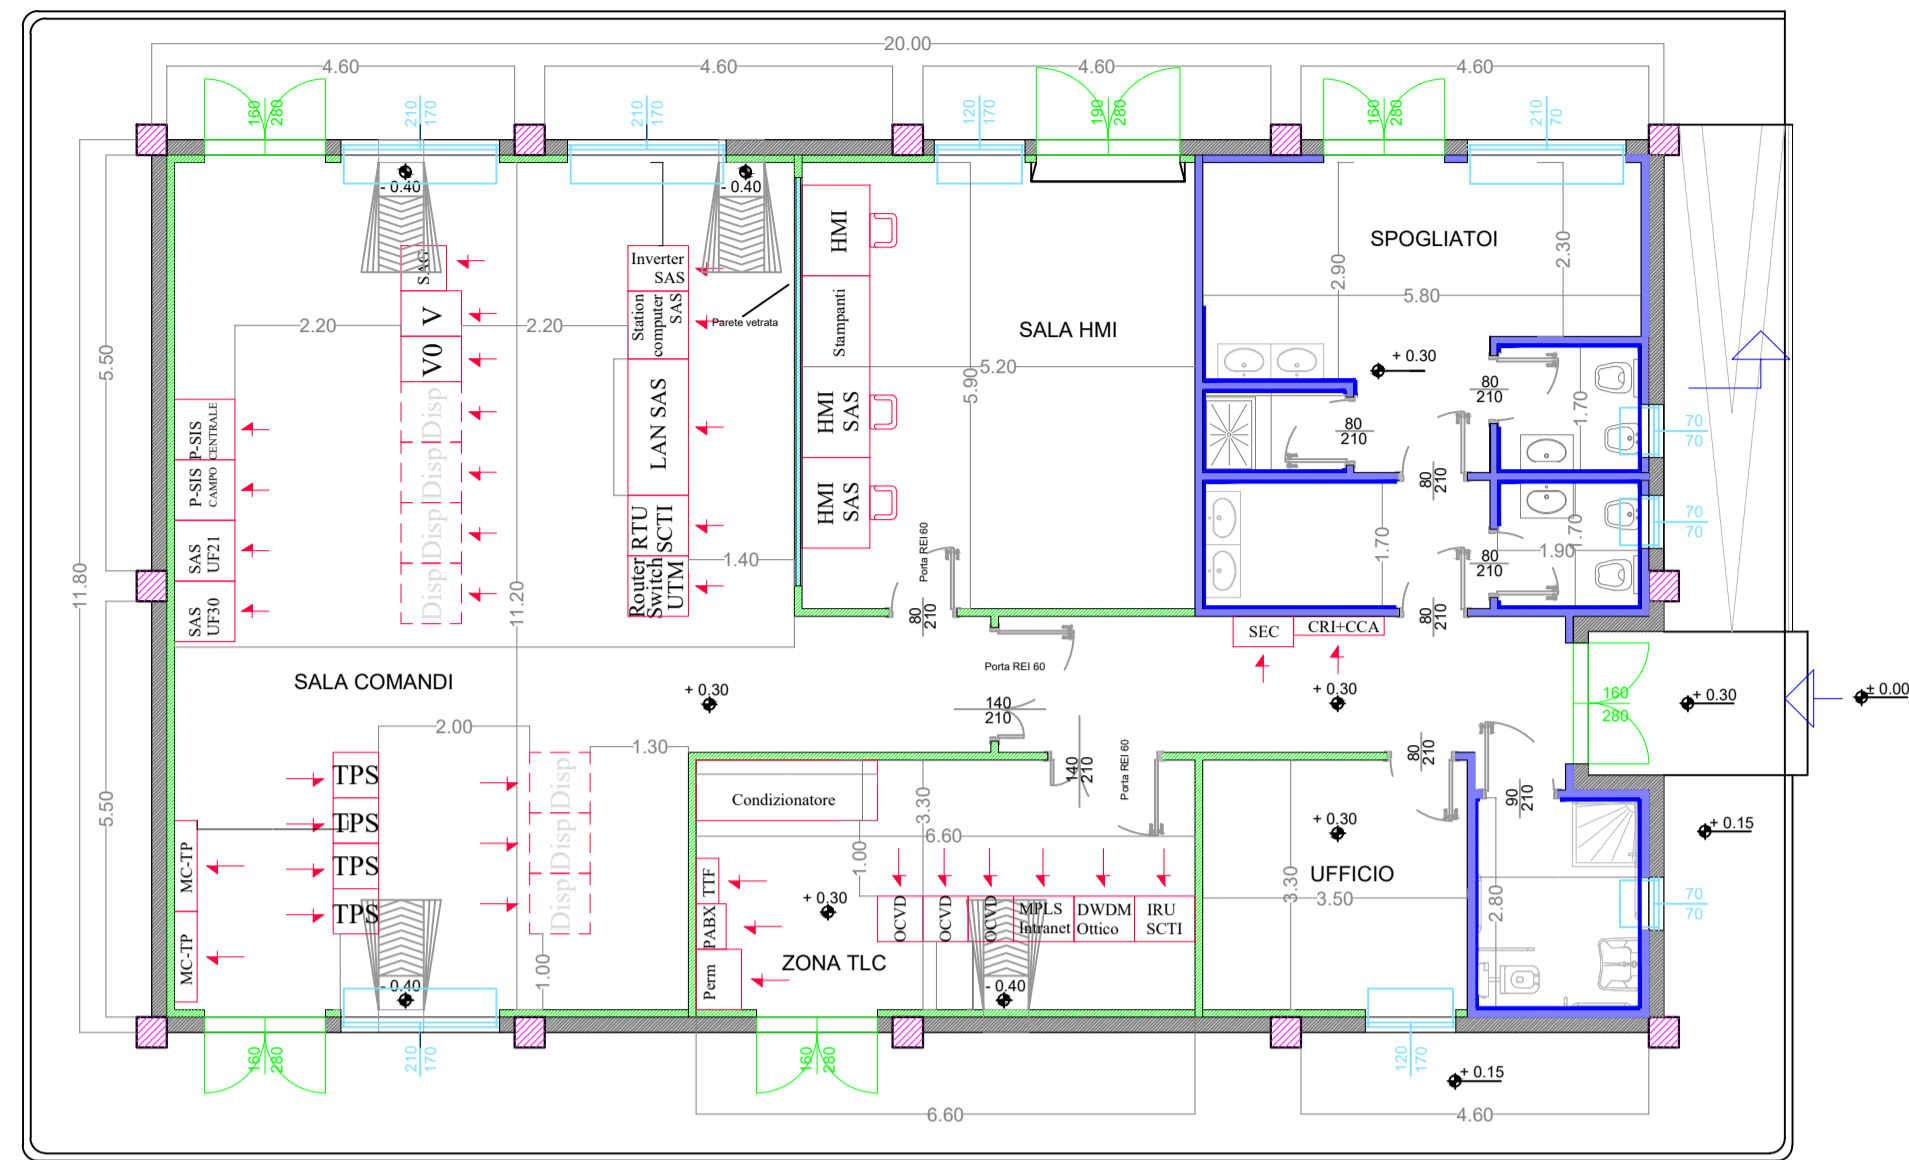 20.00
4.60
4.60
4.60
4.60
160
280
210
170
210
170
120
170
190
280
160
280
210
70
- 0.40
- 0.40
5.50
11.80
5.50
2.20
2.20
SAG
V
V0
Disp
Disp
Disp
Disp
Inverter
SAS
Station
computer
SAS
LAN SAS
RTU
SCTI
Router
Switch
UTM
Parete vetrata
1.40
11.20
P-SIS
CENTRALE
P-SIS
CAMPO
SAS
UF21
SAS
UF30
HMI
Stampanti
HMI
SAS
HMI
SAS
SALA HMI
5.20
5.90
Porta REI60
80
210
SPOGLIATOI
2.90
2.30
5.80
+ 0.30
80
210
1.70
70
70
80
210
80
210
1.70
1.70
1.90
70
70
80
210
80
210
SEC
CRI+CCA
Porta REI 60
140
210
+ 0.30
160
280
+ 0.30
± 0.00
SALA COMANDI
+ 0.30
2.00
1.30
TPS
TPS
TPS
TPS
Disp
Disp
Disp
MC-TP
MC-TP
1.00
- 0.40
Condizionatore
3.30
6.60
1.00
140
210
Porta REI 60
TTF
PABX
Perm
+ 0.30
ZONA TLC
OCVD
OCVD
OCVD
MPLS
Intranet
DWDM
Ottico
IRU
SCTI
- 0.40
80
210
+ 0.30
UFFICIO
3.30
3.50
90
210
2.80
70
70
+ 0.15
160
280
210
170
160
280
120
170
+ 0.15
6.60
4.60